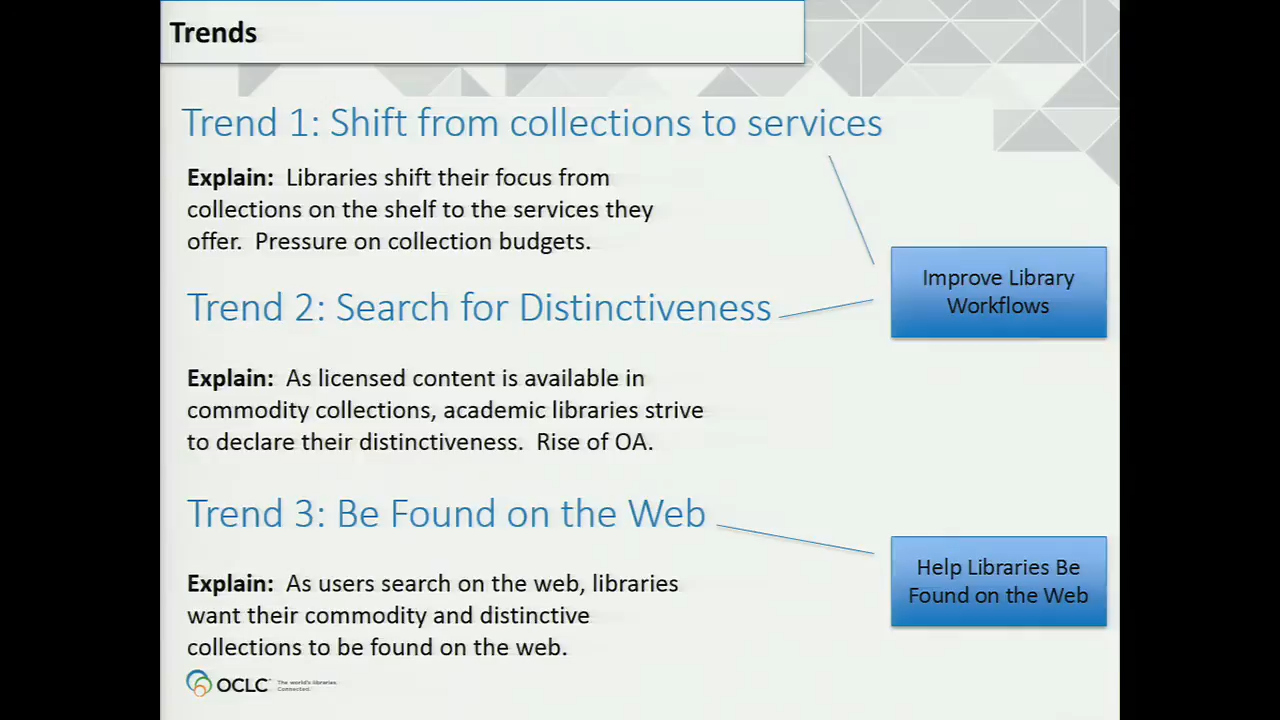 Trends
Trend 1: Shift from collections to services
Explain: Libraries shift their focus from
collections on the shelf to the services they
offer. Pressure on collection budgets.
Improve Library
Workflows
Trend 2: Search for Distinctiveness
Explain: As licensed content is available in
commodity collections, academic libraries strive
to declare their distinctiveness. Rise of OA.
Trend 3: Be Found on the Web
Help Libraries Be
Found on the Web
Explain: As users search on the web, libraries
want their commodity and distinctive
collections to be found on the web.
OCLC
The world's libraries.
Connected.